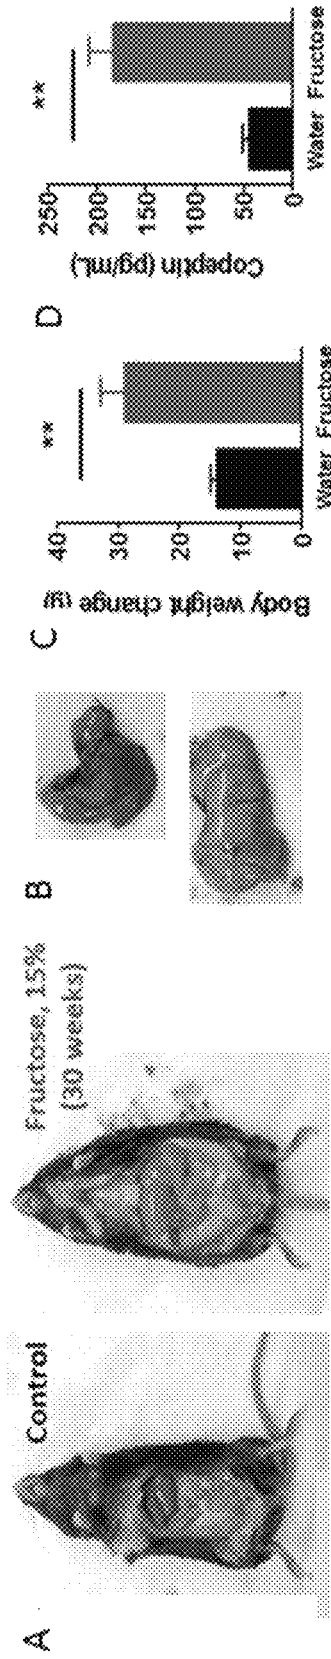 A
Control
Fructose, 15%
(30 weeks)
B
C
Body weight change (g)
40
30
20
10
0
**
Water Fructose
D
Copeptin (pg/mL)
250
200
150
100
50
0
**
Water Fructose